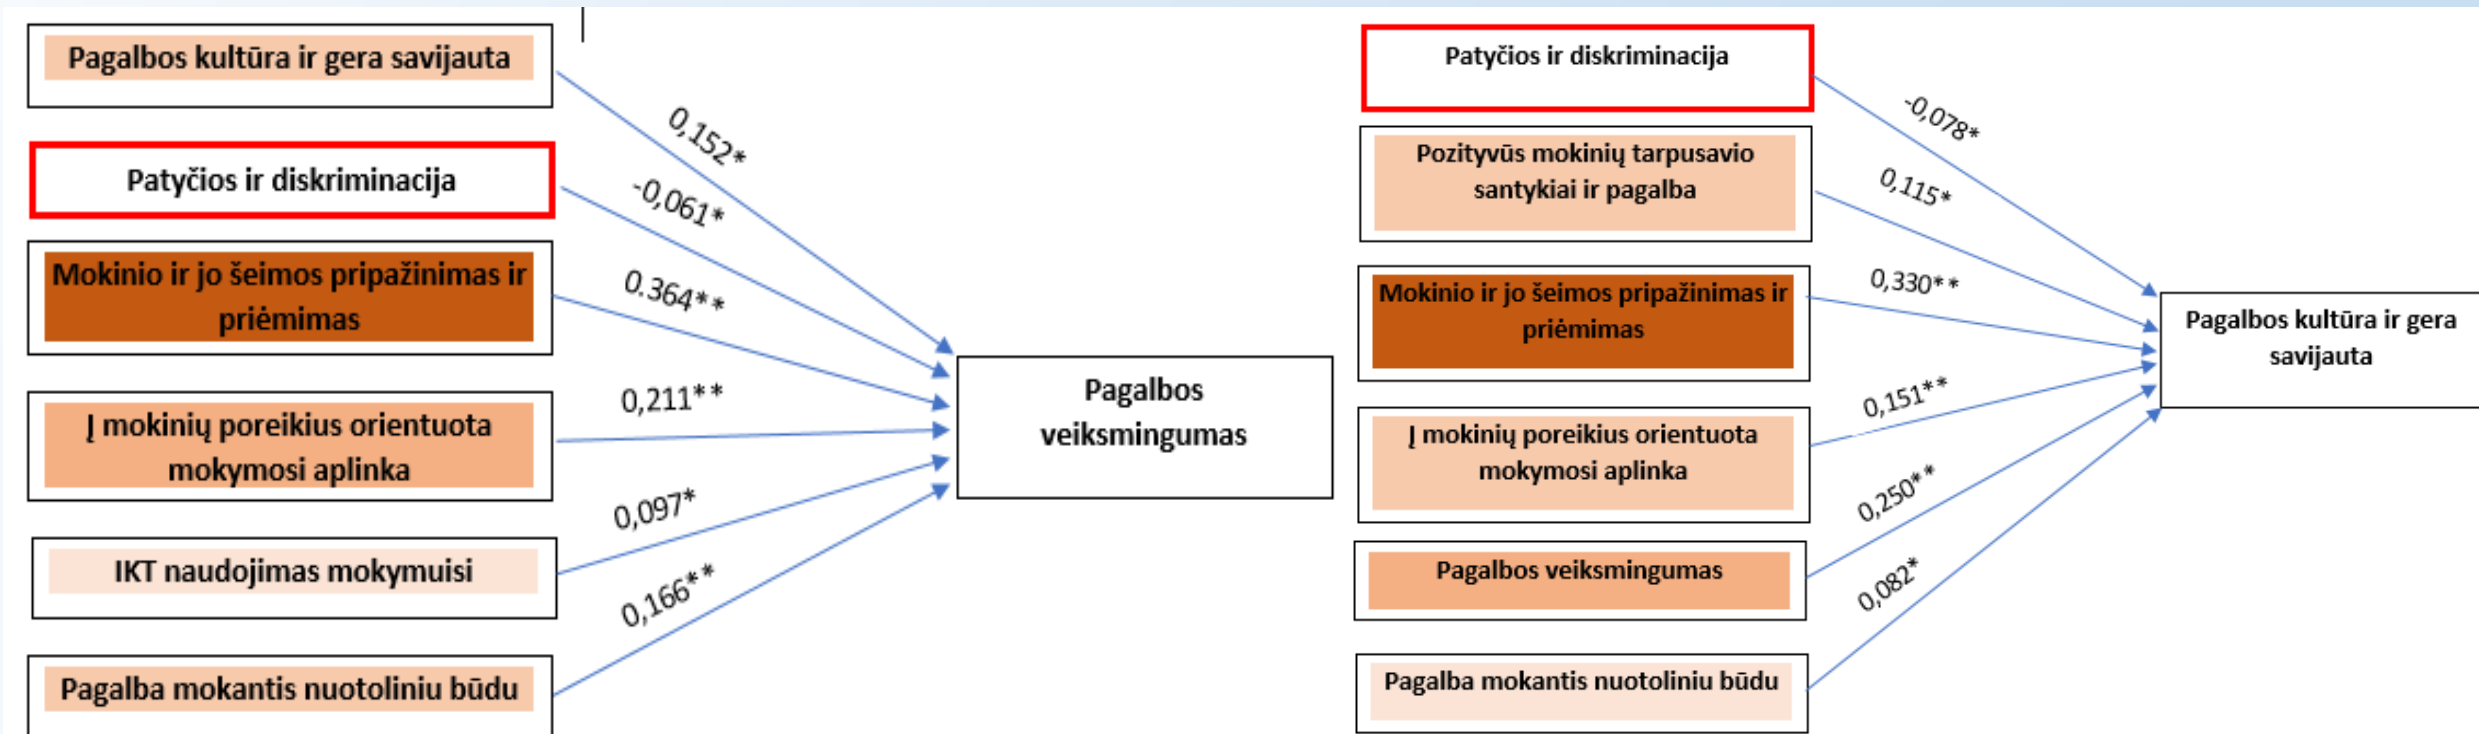 Pagalbos kultūra ir gera savijauta
Patyčios ir diskriminacija
Mokinio ir jo šeimos pripažinimas ir
priėmimas
Į mokinių poreikius orientuota
mokymosi aplinka
IKT naudojimas mokymuisi
Pagalba mokantis nuotoliniu būdu
0,152*
-0,061*
0.364**
0,211**
0,097*
0,166**
Pagalbos
veiksmingumas
Patyčios ir diskriminacija
Pozityvūs mokinių tarpusavio
santykiai ir pagalba
Mokinio ir jo šeimos pripažinimas ir
priėmimas
Į mokinių poreikius orientuota
mokymosi aplinka
Pagalbos veiksmingumas
Pagalba mokantis nuotoliniu būdu
-0,078*
0,115*
0,330**
0,151**
0,250**
0,082*
Pagalbos kultūra ir gera
savijauta